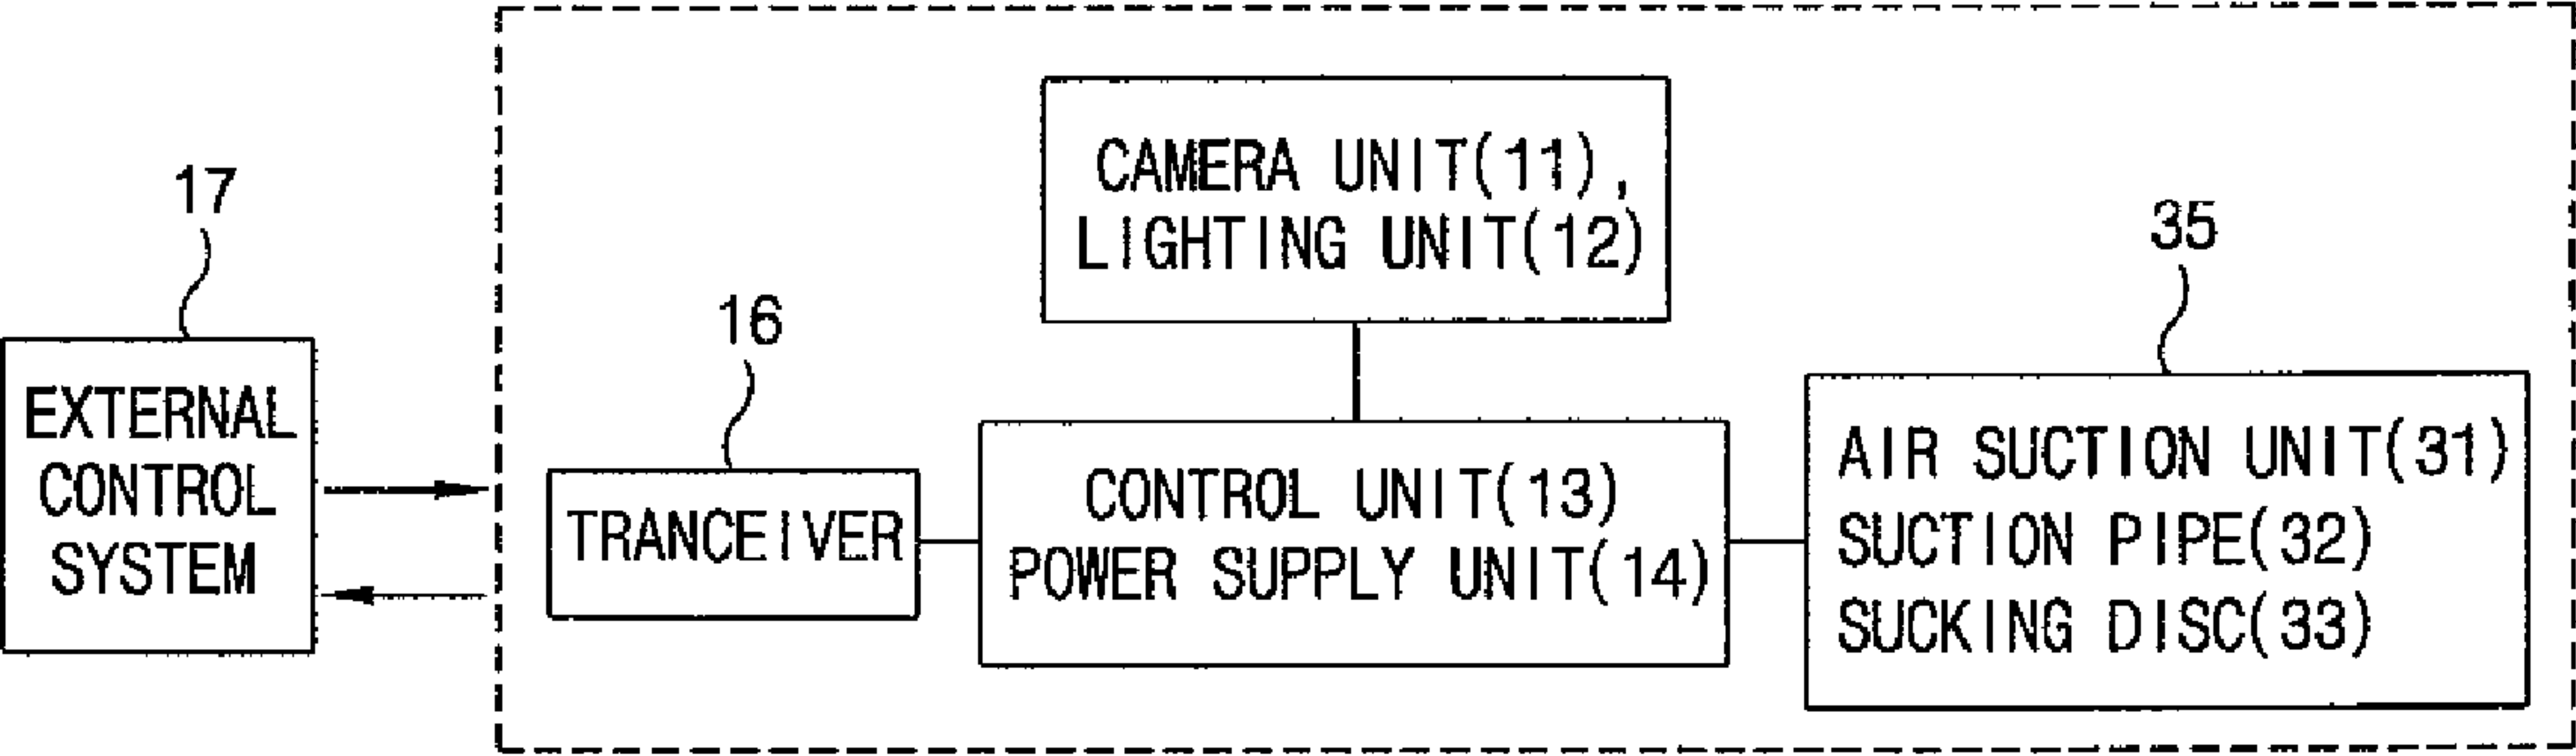 17
EXTERNAL
CONTROL
SYSTEM
16
TRANCEIVER
CAMERA UNIT(11),
LIGHTING UNIT(12)
CONTROL UNIT(13)
POWER SUPPLY UNIT(14)
35
AIR SUCTION UNIT(31)
SUCTION PIPE(32)
SUCKING DISC(33)